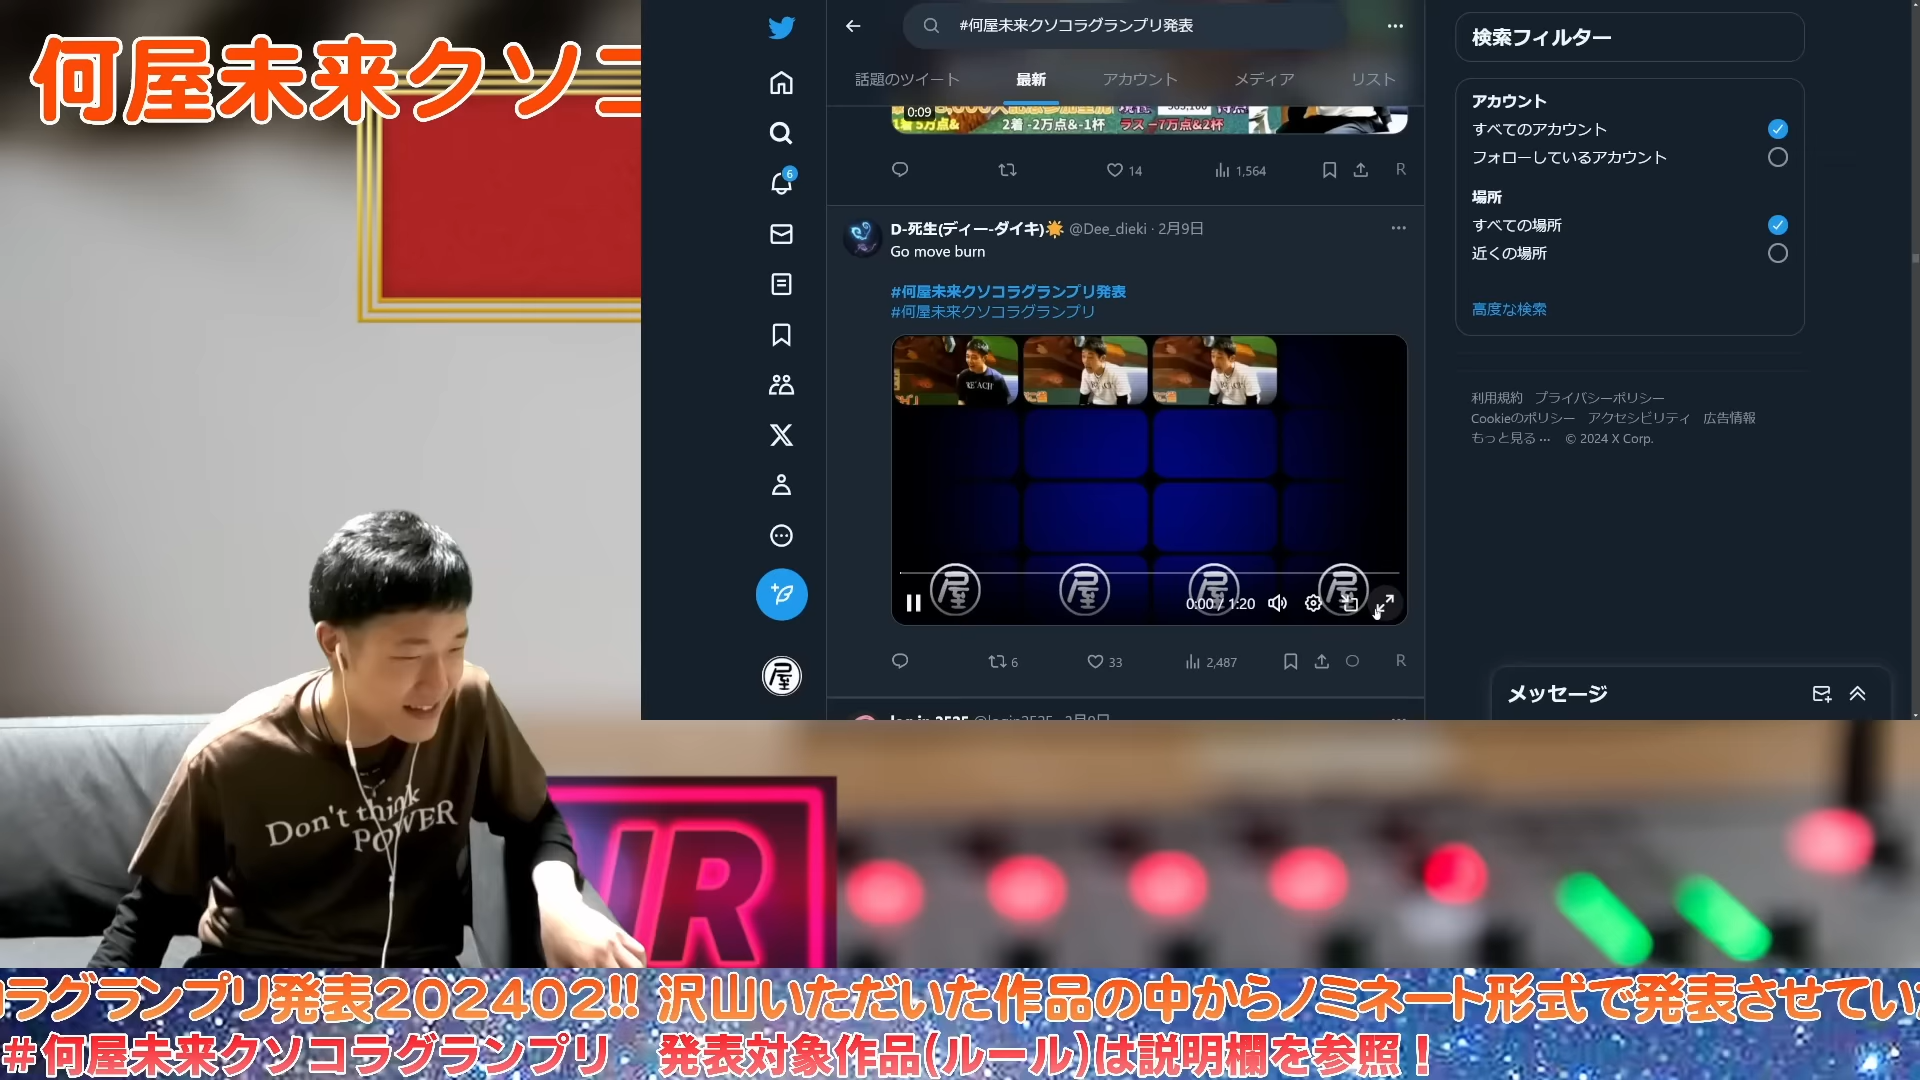 何屋未来クソコ
#何屋未来クソコラグランプリ発表
話題のツイート
最新
アカウント
メディア
リスト
0:09
1着 5万点&
2着 -2万点&-1杯
ラス −7万点&2杯
14
1,564
R
6
D-死生(ディー-ダイキ)🌟 @Dee_dieki · 2月9日
Go move burn
#何屋未来クソコラグランプリ発表
#何屋未来クソコラグランプリ
屋 屋 屋 屋
0:00 / 1:20
6
33
2,487
R
屋
検索フィルター
アカウント
すべてのアカウント
フォローしているアカウント
場所
すべての場所
近くの場所
高度な検索
利用規約 プライバシーポリシー
Cookieのポリシー アクセシビリティ 広告情報
もっと見る ··· © 2024 X Corp.
メッセージ
Don't think
POWER
IR
ラグランプリ発表202402!! 沢山いただいた作品の中からノミネート形式で発表させてい
#何屋未来クソコラグランプリ 発表対象作品(ルール)は説明欄を参照!